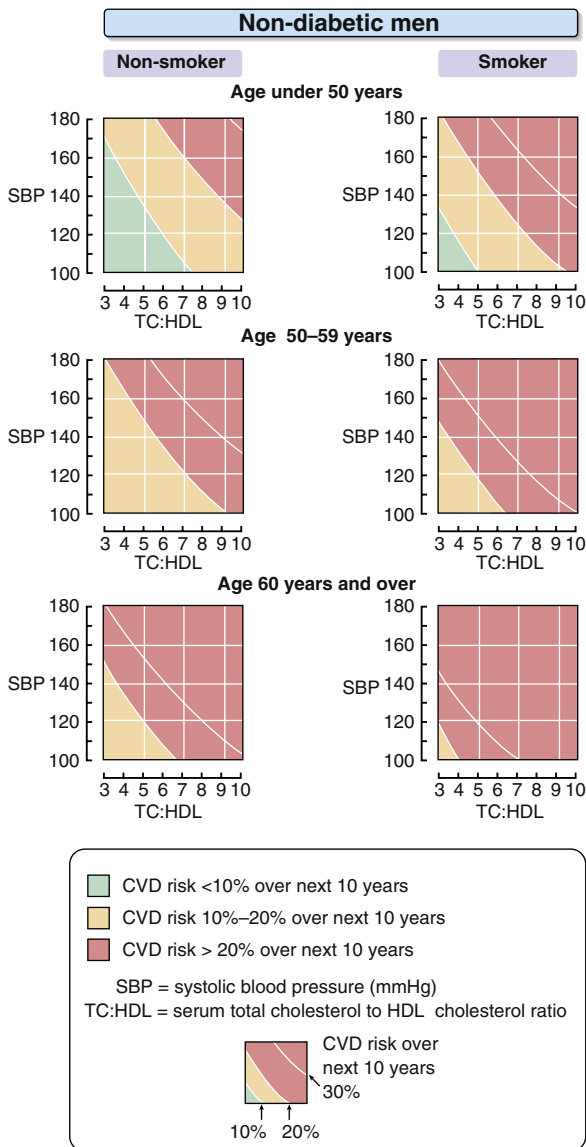 Non-diabetic men
Non-smoker
Smoker
Age under 50 years
180
160
SBP 140
120
100
3 4 5 6 7 8 9 10
TC:HDL
180
160
SBP 140
120
100
3 4 5 6 7 8 9 10
TC:HDL
Age 50–59 years
180
160
SBP 140
120
100
3 4 5 6 7 8 9 10
TC:HDL
180
160
SBP 140
120
100
3 4 5 6 7 8 9 10
TC:HDL
Age 60 years and over
180
160
SBP 140
120
100
3 4 5 6 7 8 9 10
TC:HDL
180
160
SBP 140
120
100
3 4 5 6 7 8 9 10
TC:HDL
CVD risk <10% over next 10 years
CVD risk 10%–20% over next 10 years
CVD risk > 20% over next 10 years
SBP = systolic blood pressure (mmHg)
TC:HDL = serum total cholesterol to HDL cholesterol ratio
CVD risk over
next 10 years
30%
10% 20%